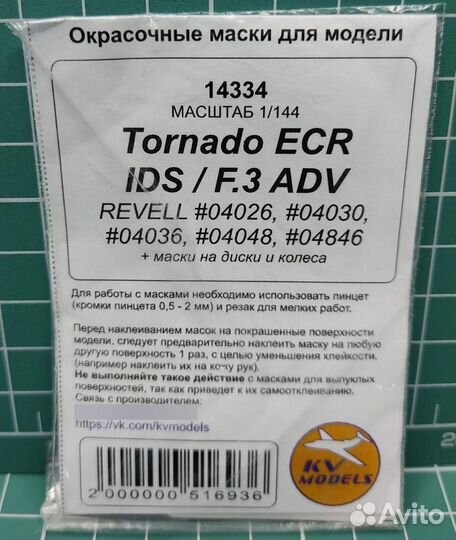 Окрасочные маски для модели
14334
МАСШТАБ 1/144
Tornado ECR
IDS / F.3 ADV
REVELL #04026, #04030,
#04036, #04048, #04846
+ маски на диски и колеса
Для работы с масками необходимо использовать пинцет
(кромки пинцета 0,5 - 2 мм) и резак для мелких работ.
Перед наклеиванием масок на покрашенные поверхности
модели, следует предварительно наклеить маску на любую
другую поверхность 1 раз, с целью уменьшения клейкости.
(например наклеить их на кожу рук).
Не выполняйте такое действие с масками для выпуклых
поверхностей, так как приведет к их самоотклеиванию.
Связь с производителем:
https://vk.com/kvmodels
2 000000 516936
KV
MODELS
Avito